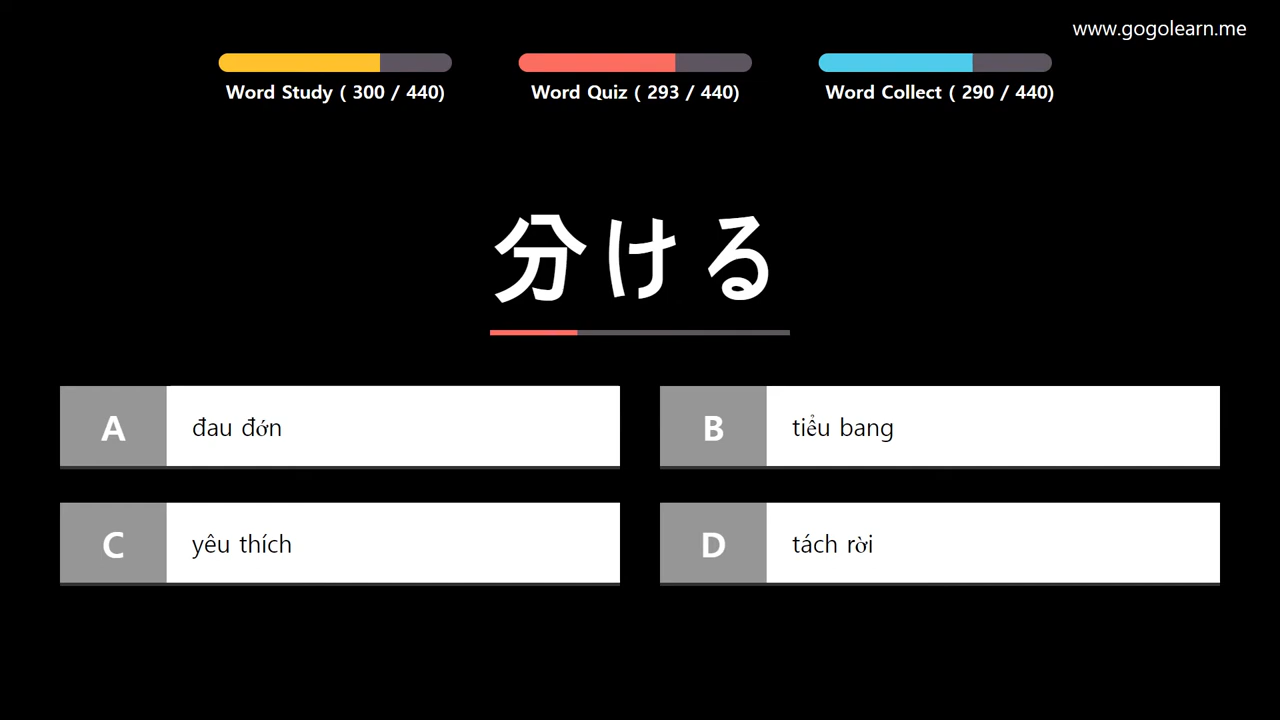 www.gogolearn.me
Word Study ( 300 / 440)
Word Quiz ( 293 / 440)
Word Collect ( 290 / 440)
分ける
A
đau đớn
B
tiểu bang
C
yêu thích
D
tách rời